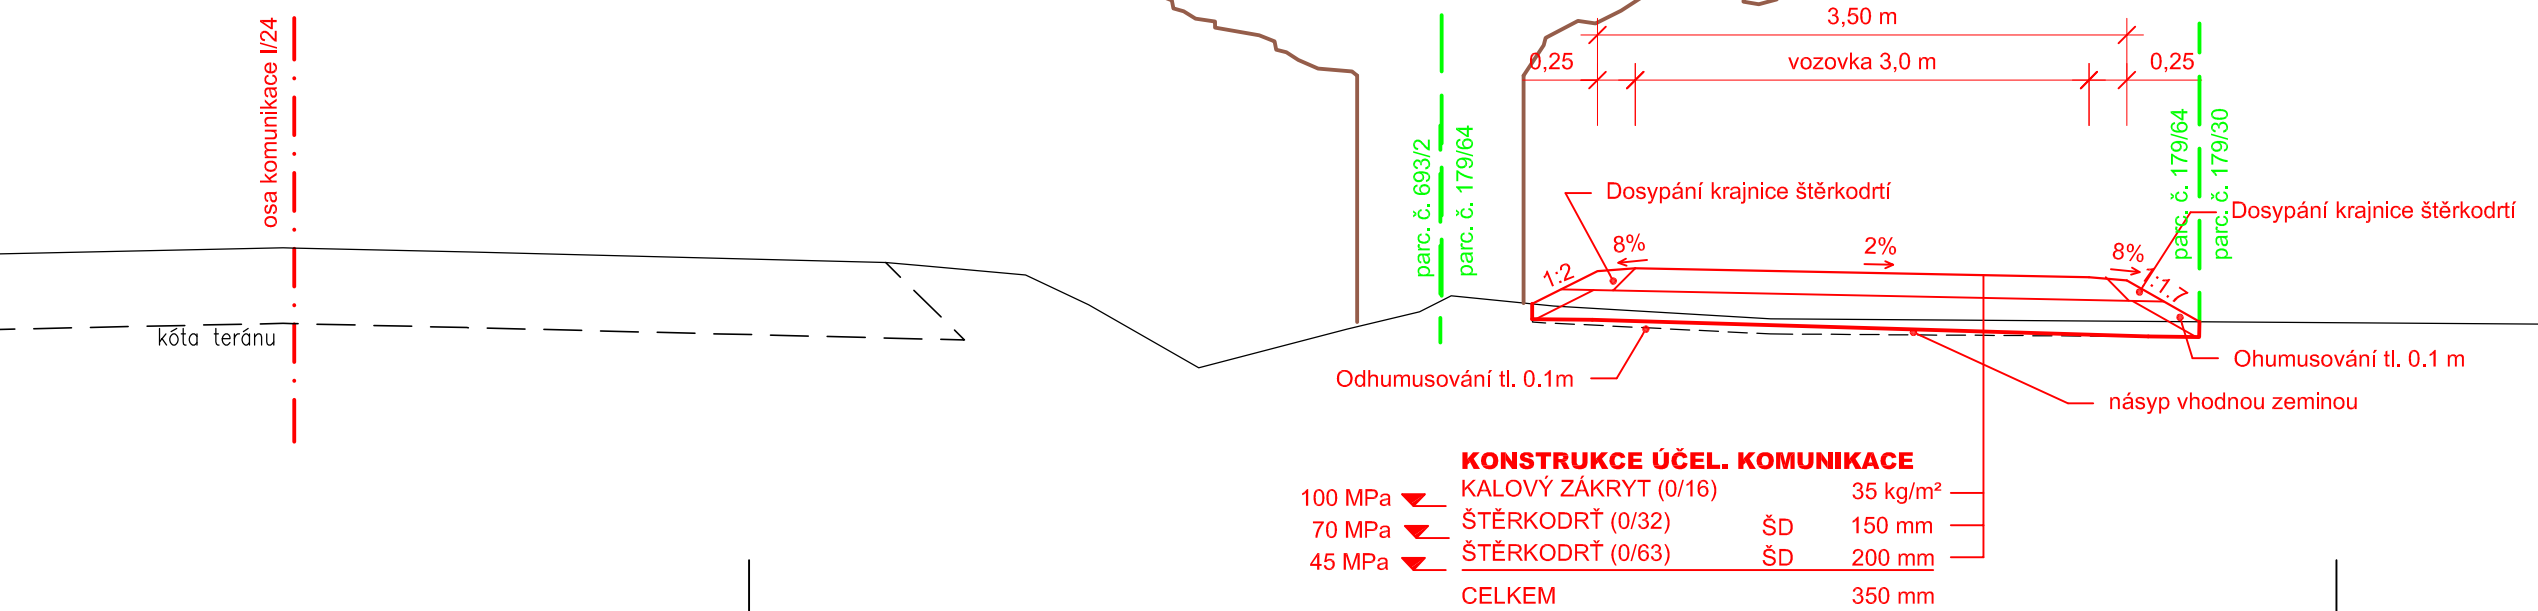 osa komunikace I/24
kóta teránu
3,50 m
0,25
vozovka 3,0 m
0,25
parc. č. 693/2
parc. č. 179/64
parc. č. 179/64
parc. č. 179/30
Dosypání krajnice štěrkodrtí
Dosypání krajnice štěrkodrtí
8%
2%
8%
1:2
1:1.7
Odhumusování tl. 0.1m
Ohumusování tl. 0.1 m
násyp vhodnou zeminou
KONSTRUKCE ÚČEL. KOMUNIKACE
100 MPa KALOVÝ ZÁKRYT (0/16) 35 kg/m²
70 MPa ŠTĚRKODRŤ (0/32) ŠD 150 mm
45 MPa ŠTĚRKODRŤ (0/63) ŠD 200 mm
CELKEM 350 mm